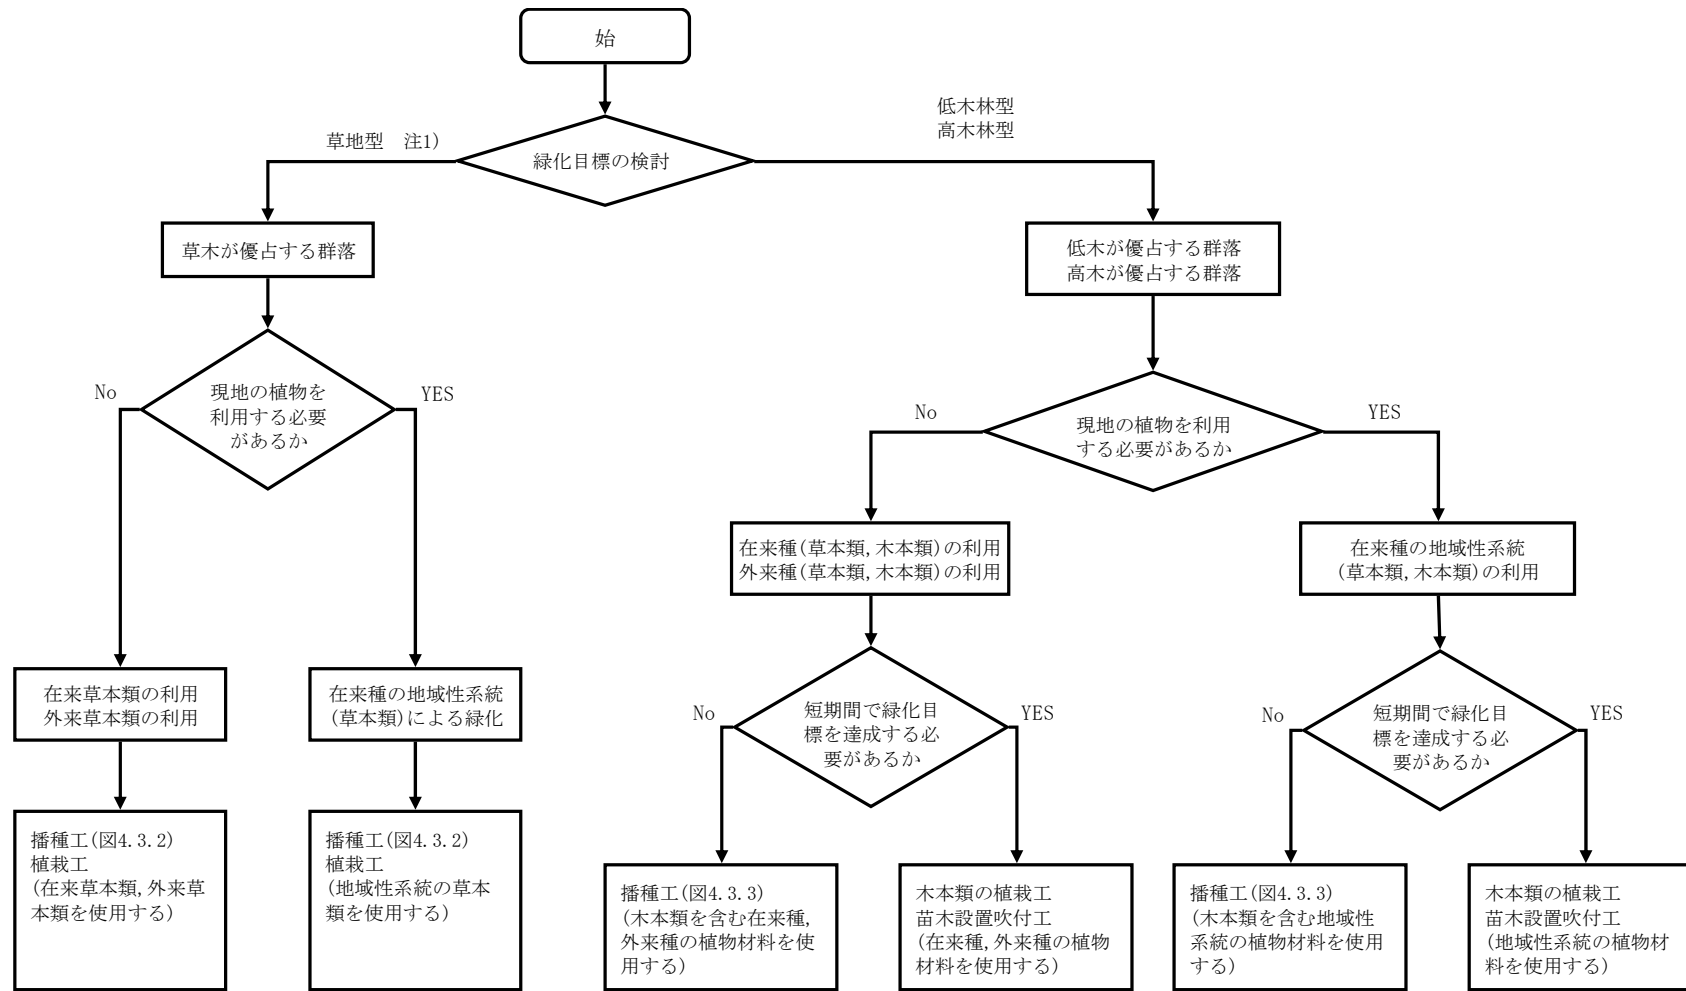 始
低木林型
高木林型
草地型 注1)
緑化目標の検討
草木が優占する群落
低木が優占する群落
高木が優占する群落
No
現地の植物を
利用する必要
があるか
YES
No
現地の植物を利用
する必要があるか
YES
在来種(草本類,木本類)の利用
外来種(草本類,木本類)の利用
在来種の地域性系統
(草本類,木本類)の利用
在来草本類の利用
外来草本類の利用
在来種の地域性系統
(草本類)による緑化
No
短期間で緑化目
標を達成する必
要があるか
YES
No
短期間で緑化目
標を達成する必
要があるか
YES
播種工(図4.3.2)
植栽工
(在来草本類,外来草
本類を使用する)
播種工(図4.3.2)
植栽工
(地域性系統の草本
類を使用する)
播種工(図4.3.3)
(木本類を含む在来種,
外来種の植物材料を使
用する)
木本類の植栽工
苗木設置吹付工
(在来種,外来種の植物
材料を使用する)
播種工(図4.3.3)
(木本類を含む地域性
系統の植物材料を使用
する)
木本類の植栽工
苗木設置吹付工
(地域性系統の植物材
料を使用する)